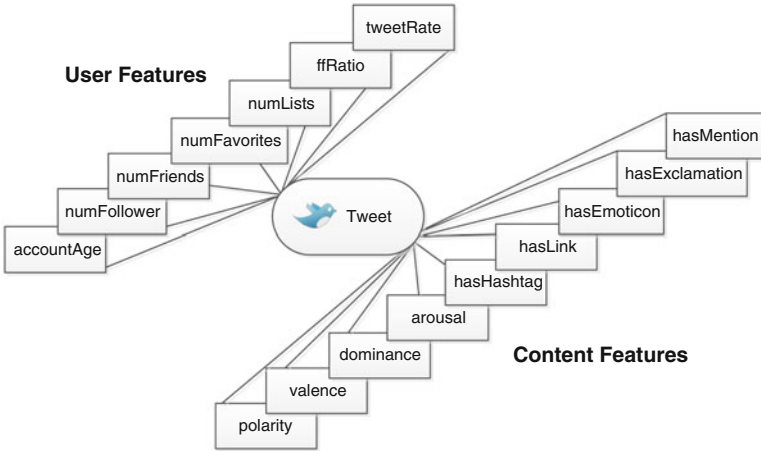 tweetRate
User Features
ffRatio
numLists
numFavorites
numFriends
numFollower
accountAge
Tweet
hasMention
hasExclamation
hasEmoticon
hasLink
hasHashtag
arousal
dominance
Content Features
valence
polarity